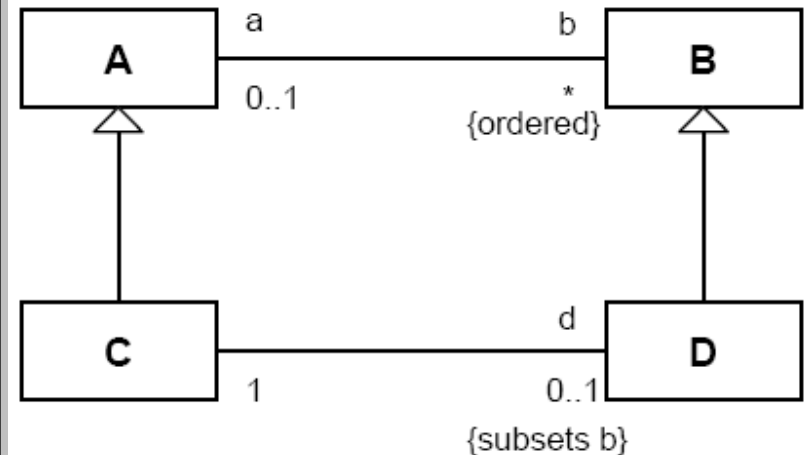 a b
A B
0..1 *
{ordered}
d
C D
1 0..1
{subsets b}